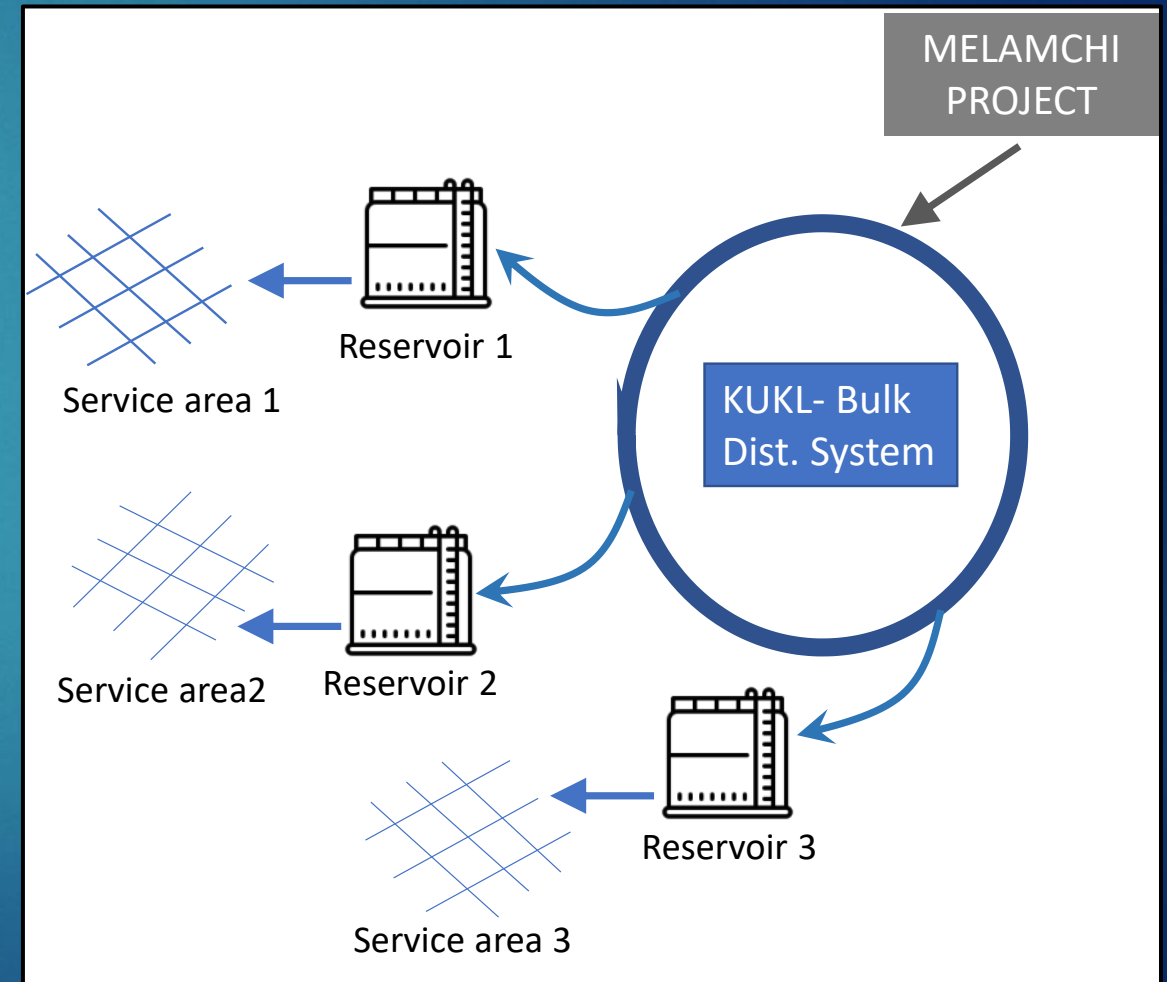 MELAMCHI
PROJECT
Reservoir 1
Service area 1
KUKL- Bulk
Dist. System
Service area2
Reservoir 2
Reservoir 3
Service area 3